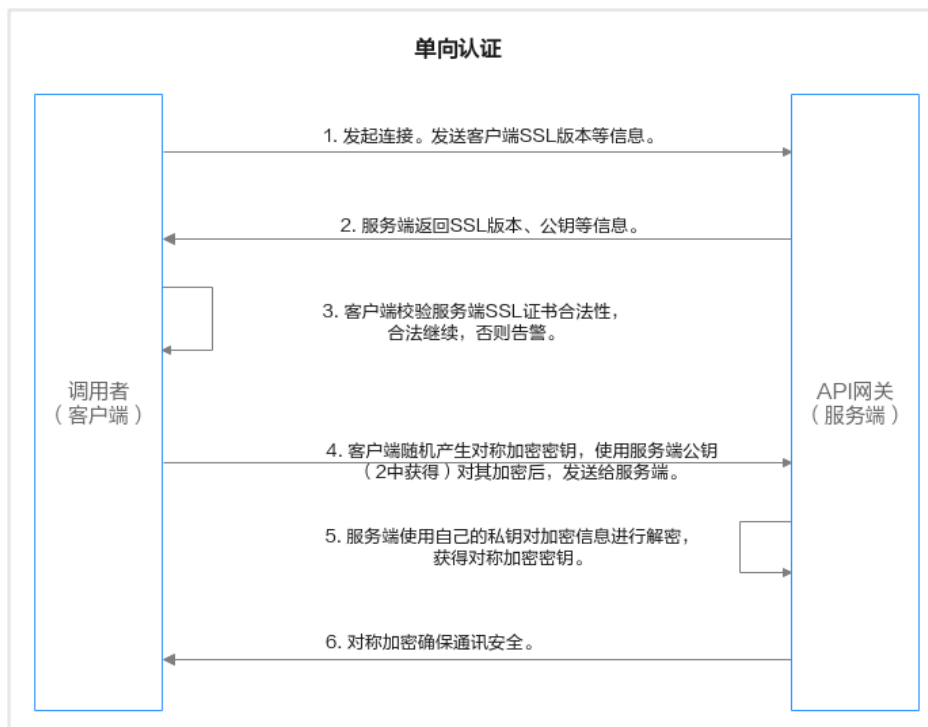 单向认证
1. 发起连接。发送客户端SSL版本等信息。
2. 服务端返回SSL版本、公钥等信息。
3. 客户端校验服务端SSL证书合法性，
合法继续，否则告警。
调用者
（客户端）
API网关
（服务端）
4. 客户端随机产生对称加密密钥，使用服务端公钥
（2中获得）对其加密后，发送给服务端。
5. 服务端使用自己的私钥对加密信息进行解密，
获得对称加密密钥。
6. 对称加密确保通讯安全。